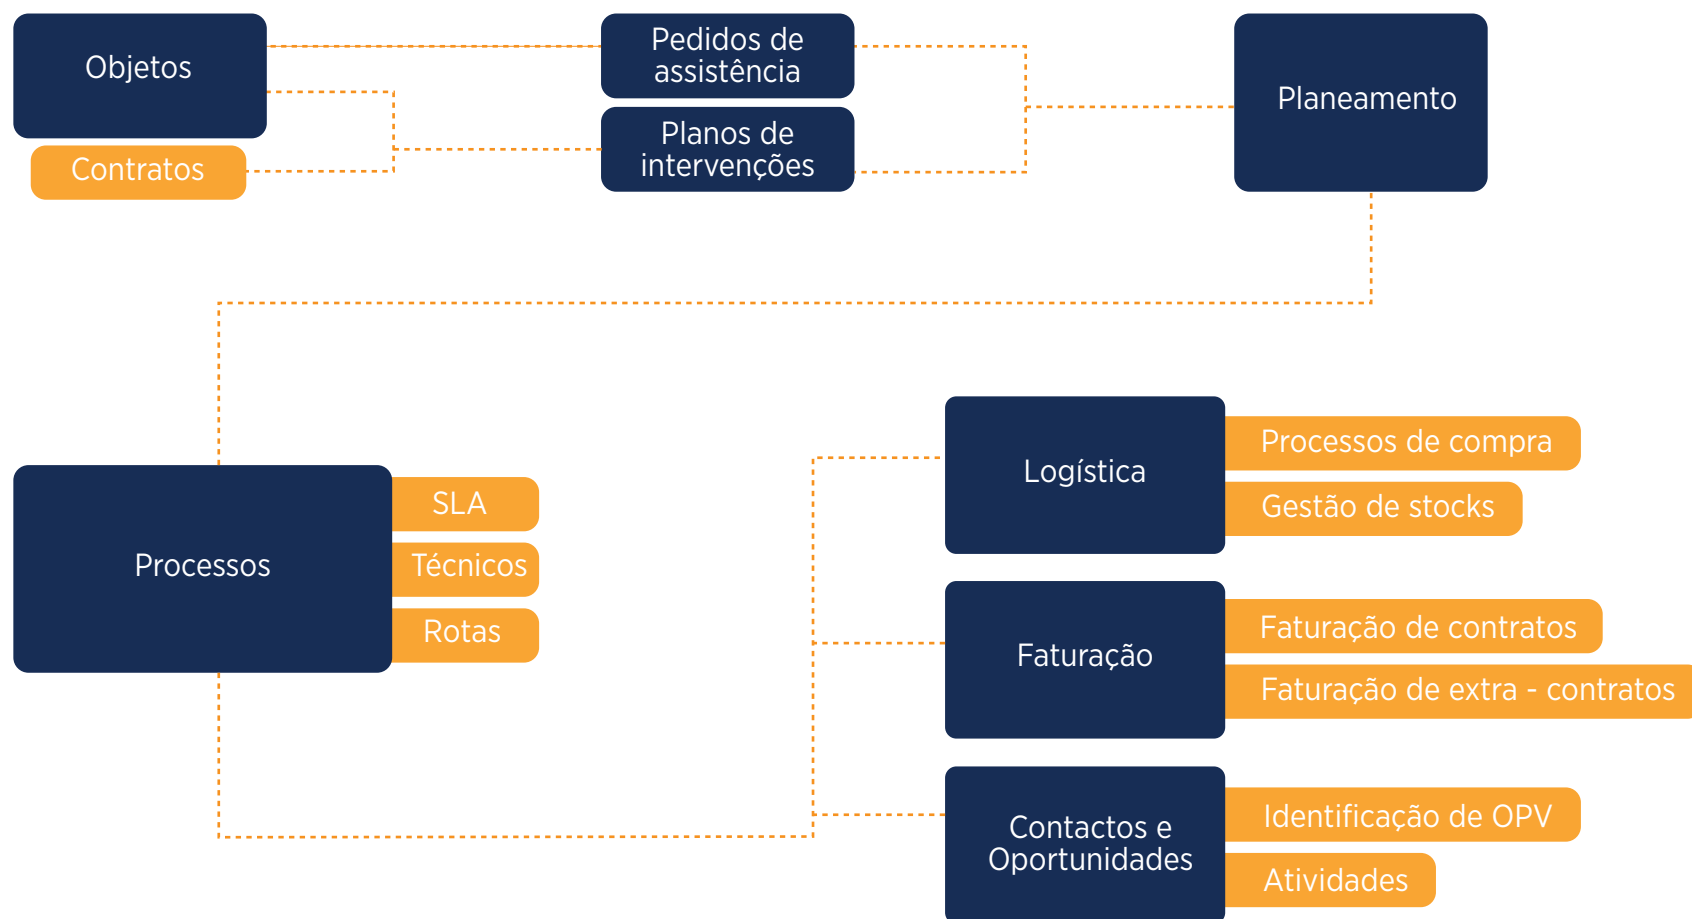 Objetos
Contratos
Pedidos de
assistência
Planos de
intervenções
Planeamento
Processos
SLA
Técnicos
Rotas
Logística
Processos de compra
Gestão de stocks
Faturação
Faturação de contratos
Faturação de extra - contratos
Contactos e
Oportunidades
Identificação de OPV
Atividades